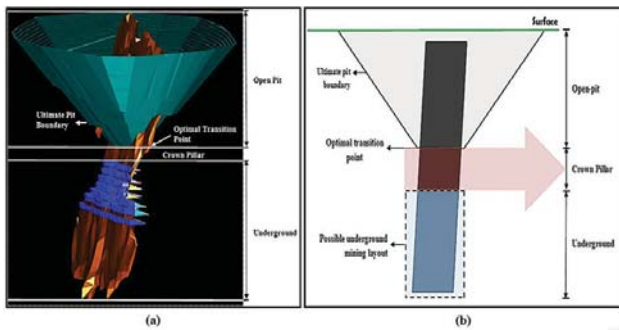 Open Pit
Ultimate Pit
Boundary
Optimal Transition
Point
Crown Pillar
Underground
(a)
Surface
Ultimate pit
boundary
Open-pit
Optimal transition
point
Crown Pillar
Possible underground
mining layout
Underground
(b)